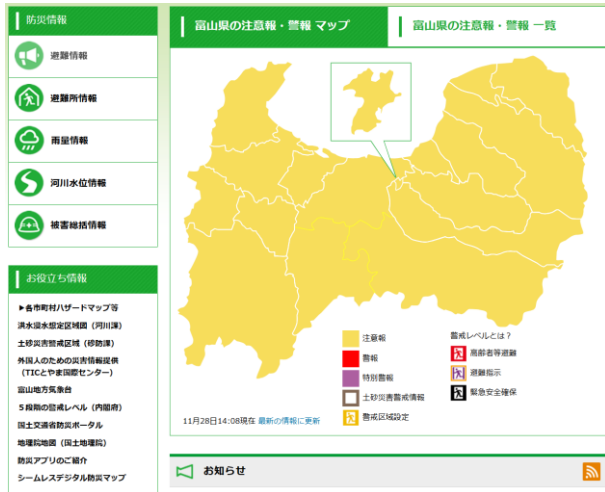 防災情報
避難情報
避難所情報
雨量情報
河川水位情報
被害総括情報
お役立ち情報
▶各市町村ハザードマップ等
洪水浸水想定区域図（河川課）
土砂災害警戒区域（砂防課）
外国人のための災害情報提供
（TICとやま国際センター）
富山地方気象台
５段階の警戒レベル（内閣府）
国土交通省防災ポータル
地理院地図（国土地理院）
防災アプリのご紹介
シームレスデジタル防災マップ
富山県の注意報・警報 マップ
富山県の注意報・警報 一覧
注意報
警報
特別警報
土砂災害警戒情報
警戒区域設定
警戒レベルとは？
高齢者等避難
避難指示
緊急安全確保
11月28日14:08現在 最新の情報に更新
お知らせ